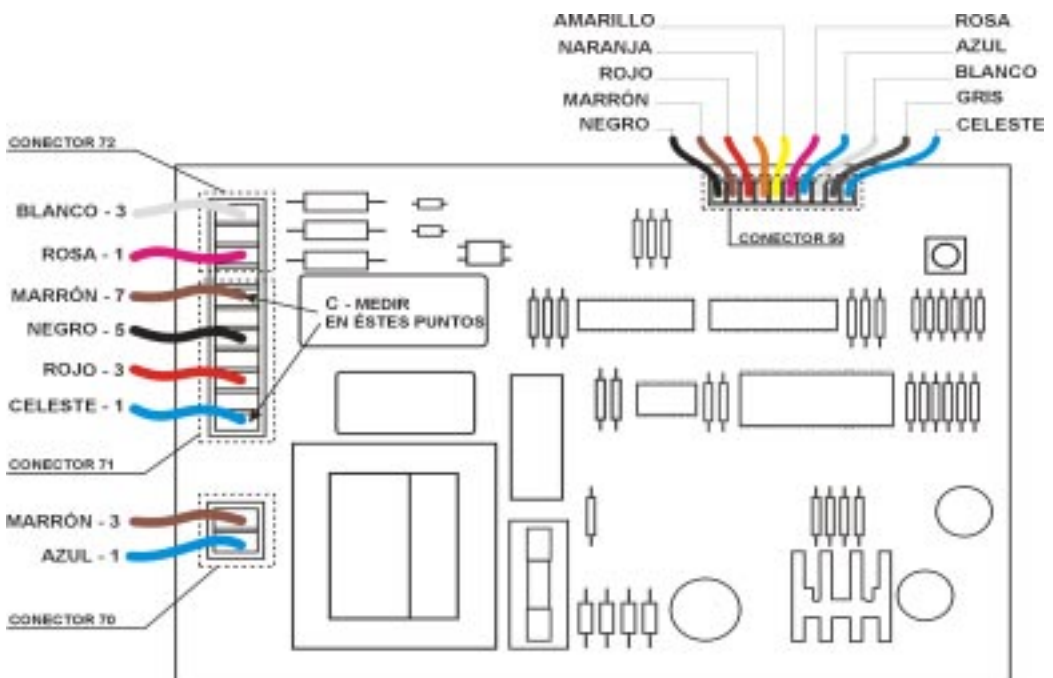 AMARILLO
NARANJA
ROJO
MARRÓN
NEGRO
ROSA
AZUL
BLANCO
GRIS
CELESTE
CONECTOR 72
BLANCO - 3
ROSA - 1
MARRÓN - 7
NEGRO - 5
ROJO - 3
CELESTE - 1
CONECTOR 71
MARRÓN - 3
AZUL - 1
CONECTOR 70
C - MEDIR
EN ÉSTES PUNTOS
CONECTOR 50